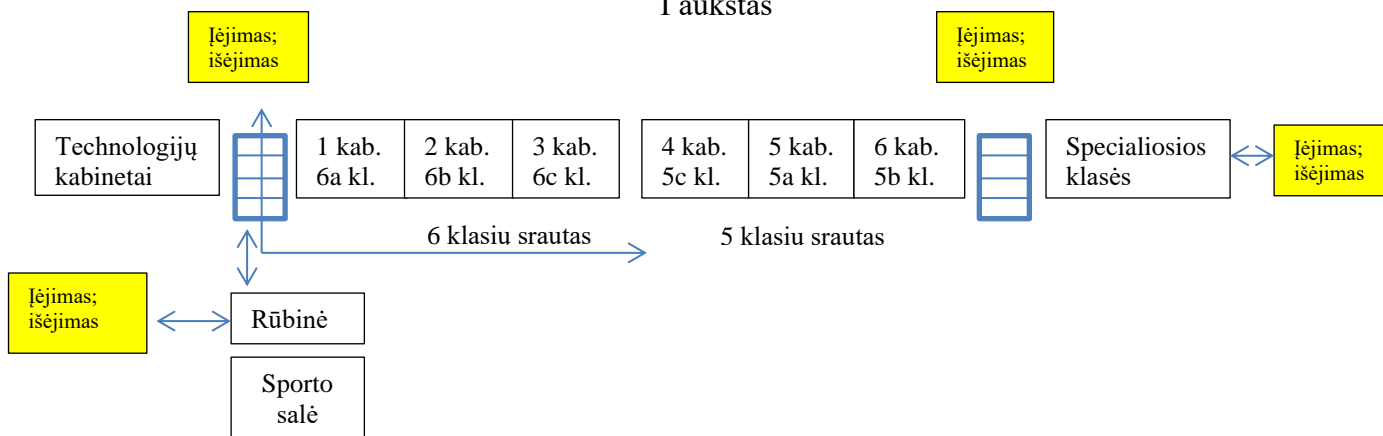 I aukštas
Įėjimas;
išėjimas
Įėjimas;
išėjimas
Technologijų
kabinetai
1 kab.
6a kl.
2 kab.
6b kl.
3 kab.
6c kl.
4 kab.
5c kl.
5 kab.
5a kl.
6 kab.
5b kl.
Specialiosios
klasės
Įėjimas;
išėjimas
6 klasiu srautas
5 klasiu srautas
Įėjimas;
išėjimas
Rūbinė
Sporto
salė